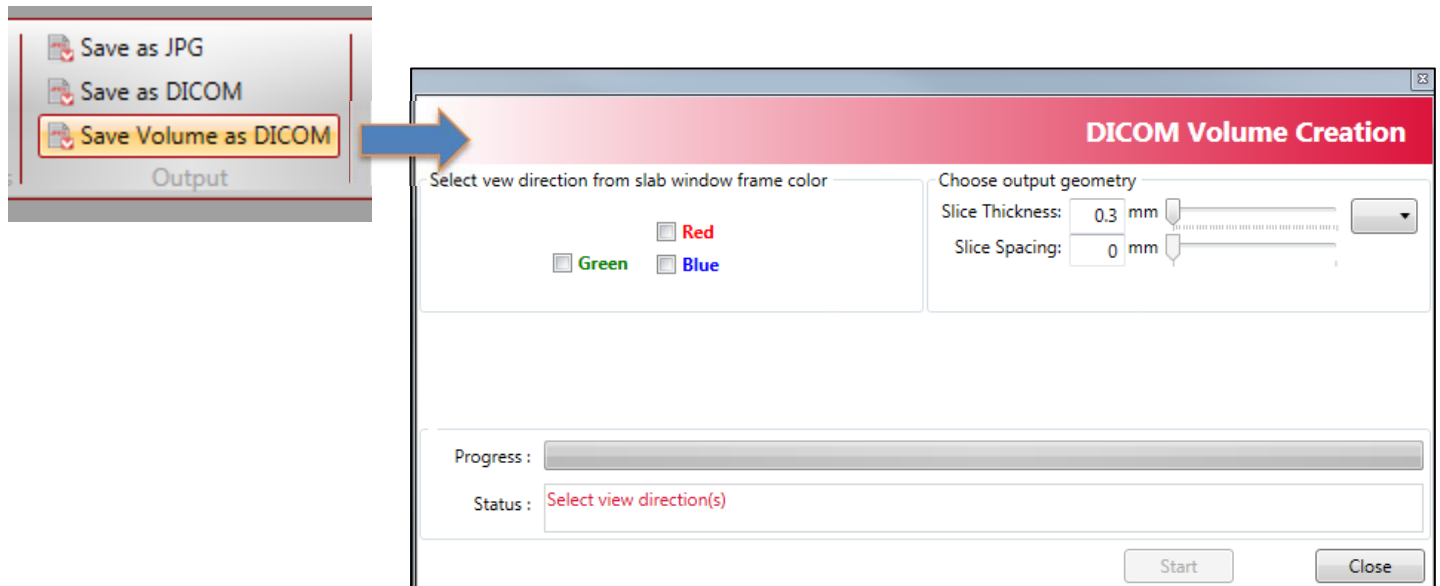 Save as JPG
Save as DICOM
Save Volume as DICOM
Output
DICOM Volume Creation
Select vew direction from slab window frame color
Red
Green Blue
Choose output geometry
Slice Thickness: 0.3 mm
Slice Spacing: 0 mm
Progress :
Status : Select view direction(s)
Start Close